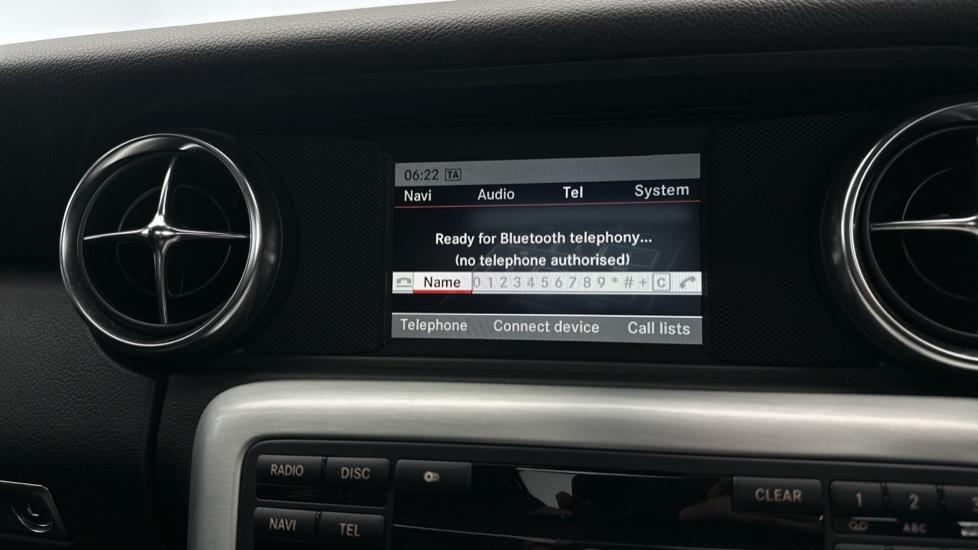 06:22 TA
Navi Audio Tel System
Ready for Bluetooth telephony...
(no telephone authorised)
Name 0 1 2 3 4 5 6 7 8 9 * # + C
Telephone Connect device Call lists
RADIO DISC CLEAR 1 2
ABC
NAVI TEL